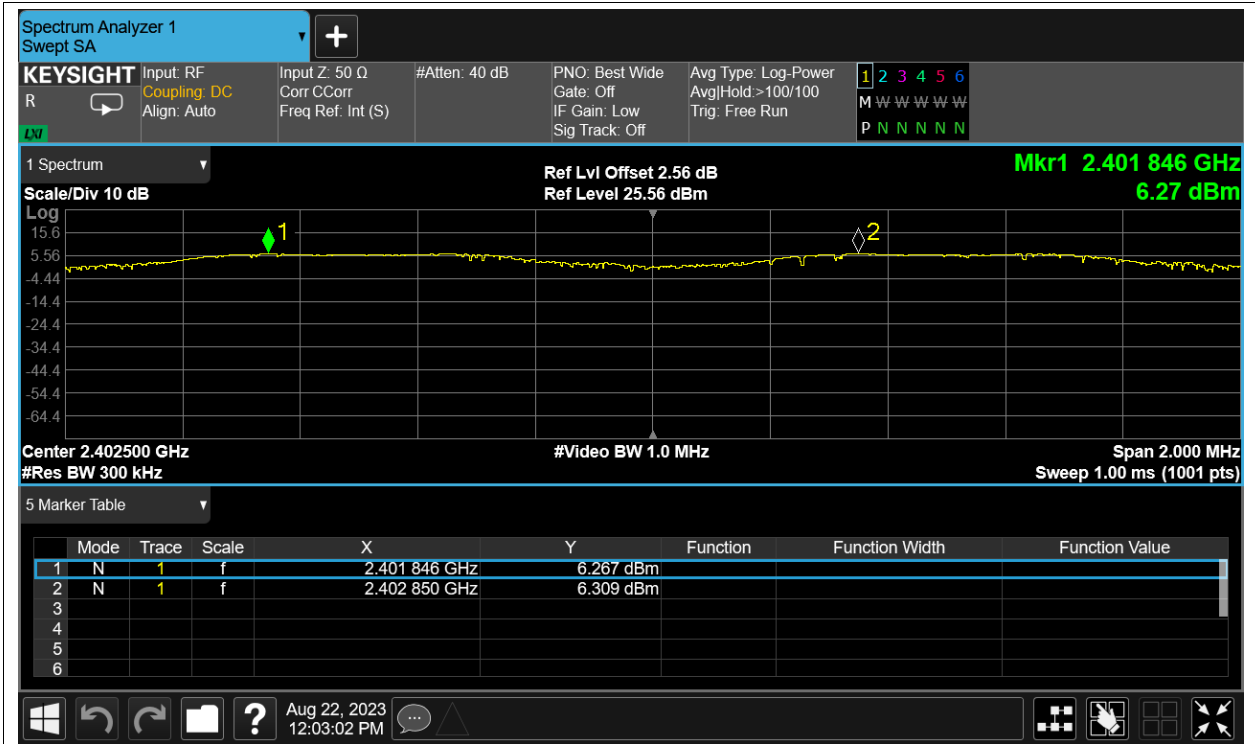 Spectrum Analyzer 1
Swept SA
KEYSIGHT
R
LXI
Input: RF
Coupling: DC
Align: Auto
Input Z: 50 Ω
Corr CCorr
Freq Ref: Int (S)
#Atten: 40 dB
PNO: Best Wide
Gate: Off
IF Gain: Low
Sig Track: Off
Avg Type: Log-Power
Avg|Hold:>100/100
Trig: Free Run
1 2 3 4 5 6
M W W W W W
P N N N N N
1 Spectrum
Scale/Div 10 dB
Ref Lvl Offset 2.56 dB
Ref Level 25.56 dBm
Mkr1 2.401 846 GHz
6.27 dBm
Log
15.6
5.56
-4.44
-14.4
-24.4
-34.4
-44.4
-54.4
-64.4
1
2
Center 2.402500 GHz
#Res BW 300 kHz
#Video BW 1.0 MHz
Span 2.000 MHz
Sweep 1.00 ms (1001 pts)
5 Marker Table
Mode Trace Scale X Y Function Function Width Function Value
1 N 1 f 2.401 846 GHz 6.267 dBm
2 N 1 f 2.402 850 GHz 6.309 dBm
3
4
5
6
?
Aug 22, 2023
12:03:02 PM